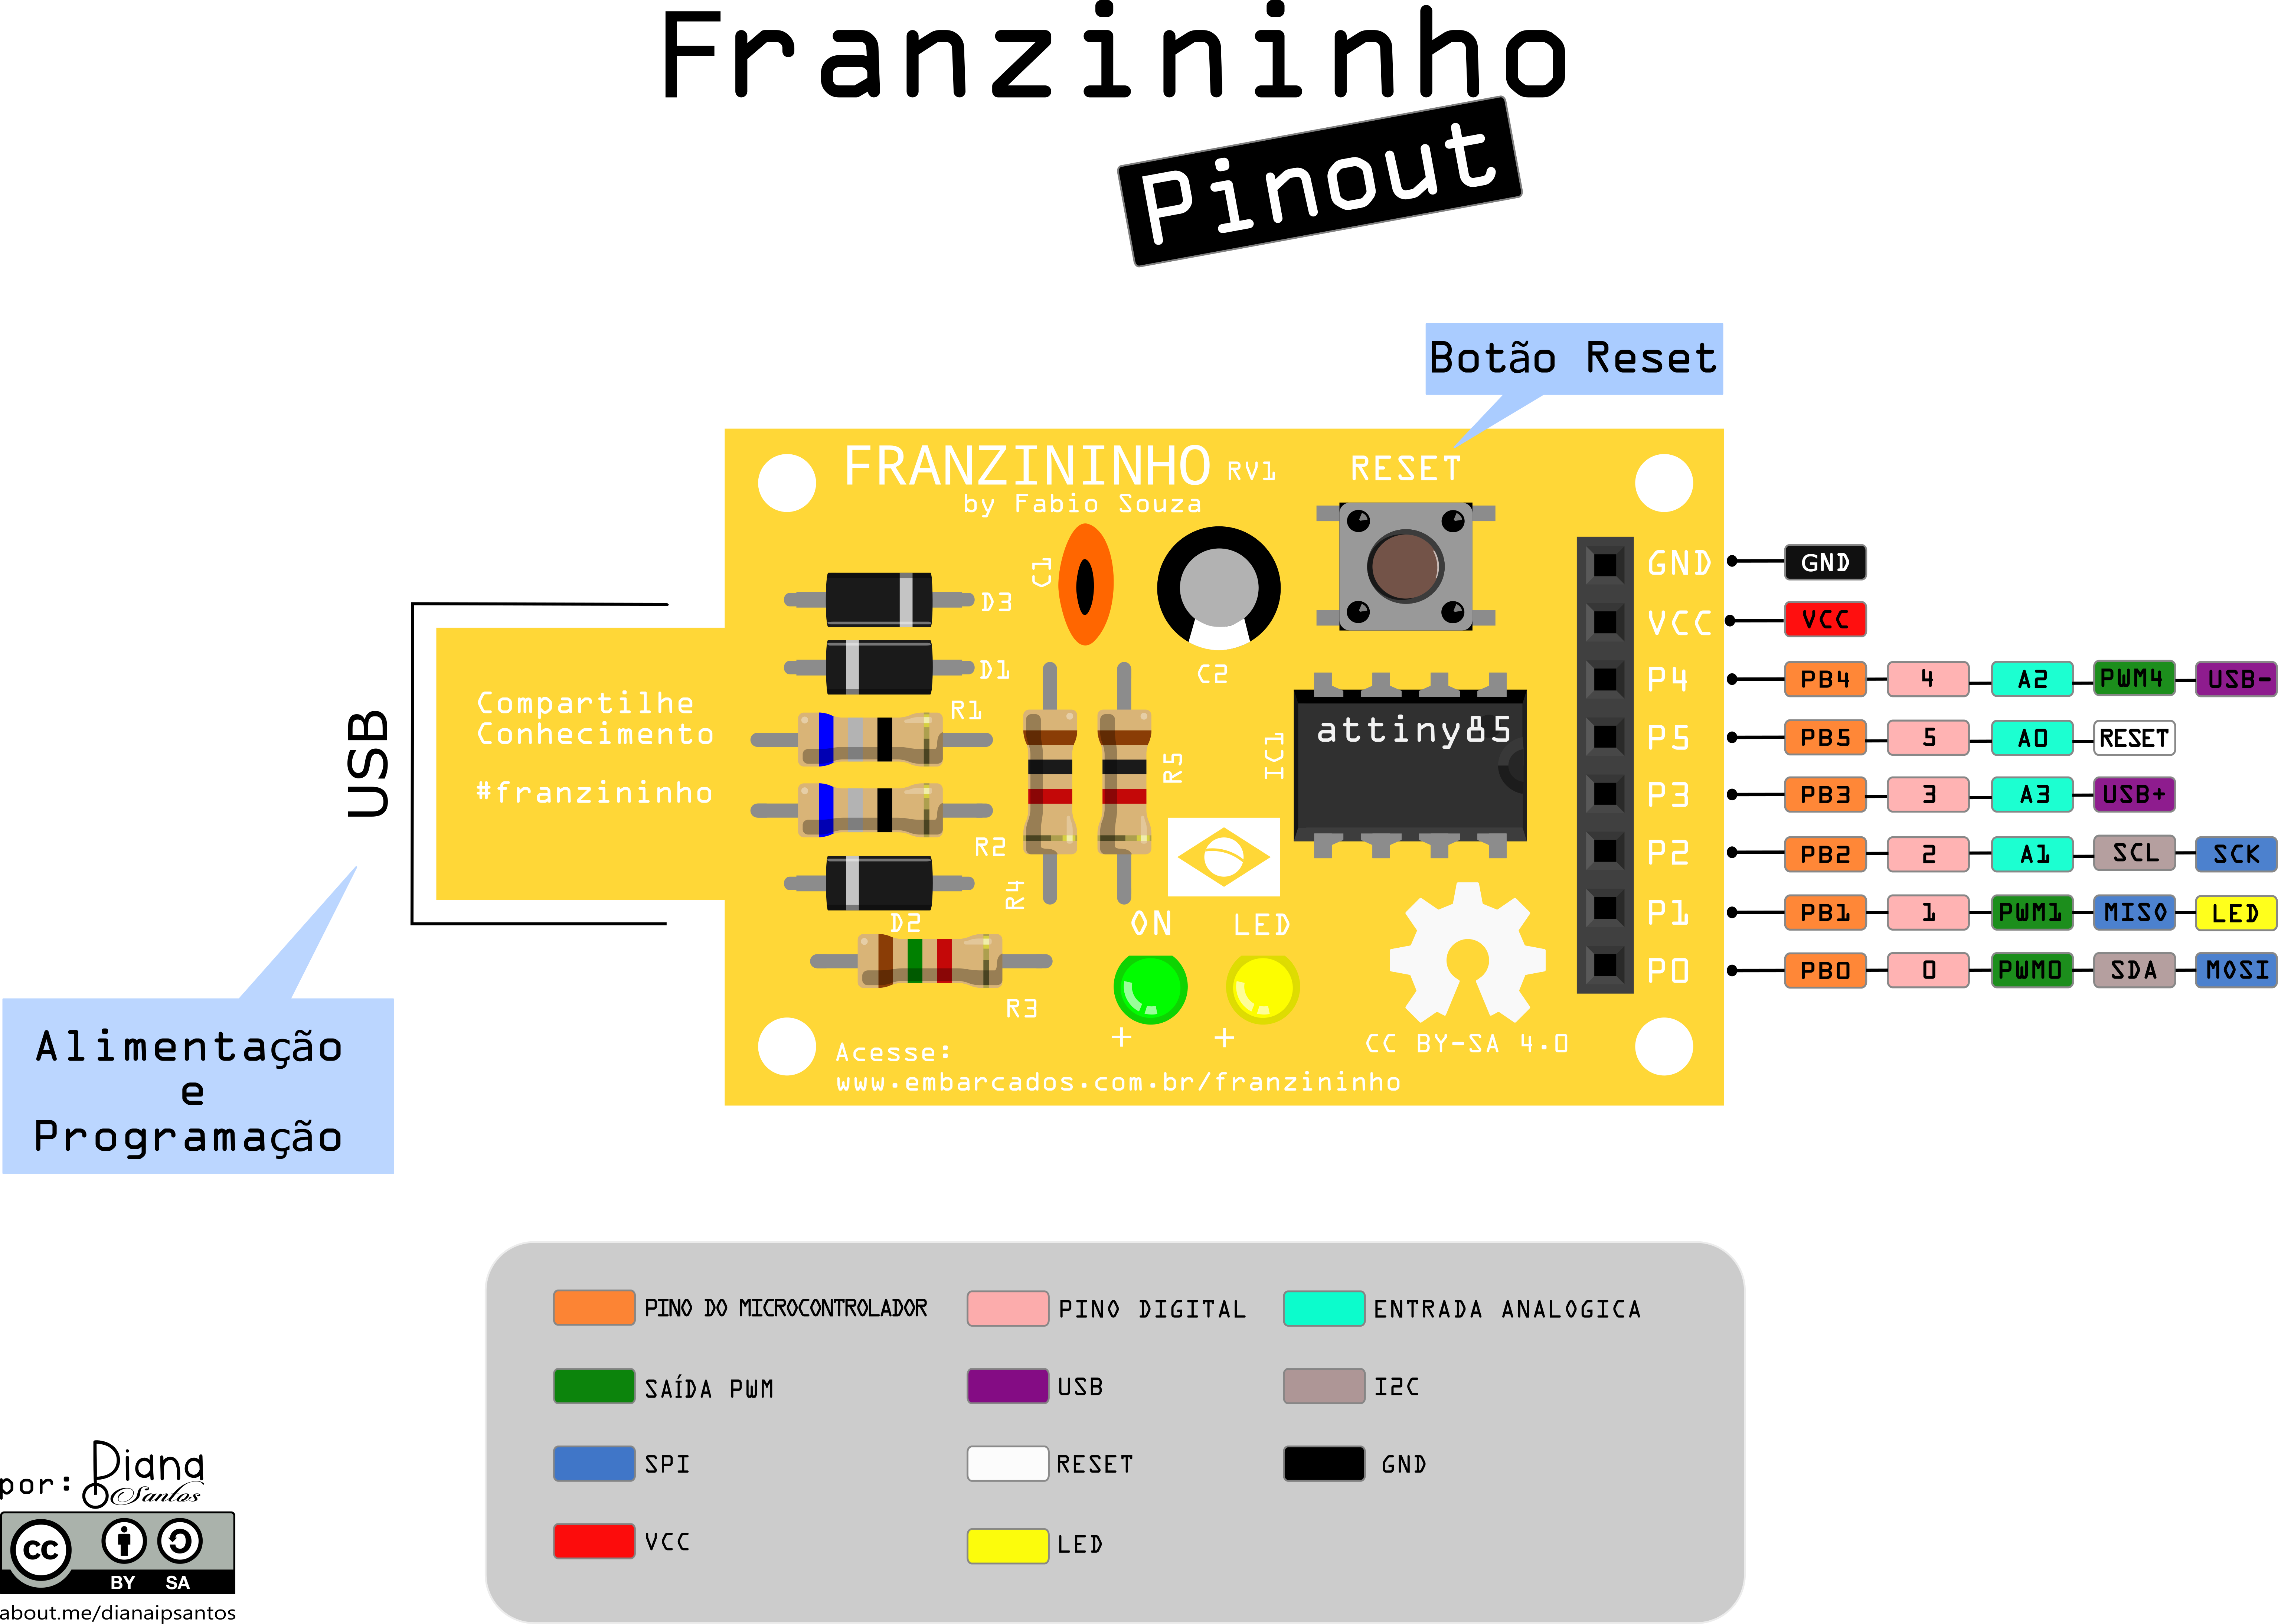 Franzininho
Pinout
Botão Reset
FRANZININHO RV1
by Fabio Souza
RESET
C1
C2
D3
D1
R1
R2
R4
R5
D2
R3
IC1
attiny85
Compartilhe
Conhecimento
#franzininho
USB
ON
LED
+
+
CC BY-SA 4.0
Acesse:
www.embarcados.com.br/franzininho
Alimentação
e
Programação
GND GND
VCC VCC
P4 PB4 4 A2 PWM4 USB-
P5 PB5 5 A0 RESET
P3 PB3 3 A3 USB+
P2 PB2 2 A1 SCL SCK
P1 PB1 1 PWM1 MISO LED
P0 PB0 0 PWM0 SDA MOSI
PINO DO MICROCONTROLADOR PINO DIGITAL ENTRADA ANALOGICA
SAÍDA PWM USB I2C
SPI RESET GND
VCC LED
por: Diana
Santos
cc
BY SA
about.me/dianaipsantos